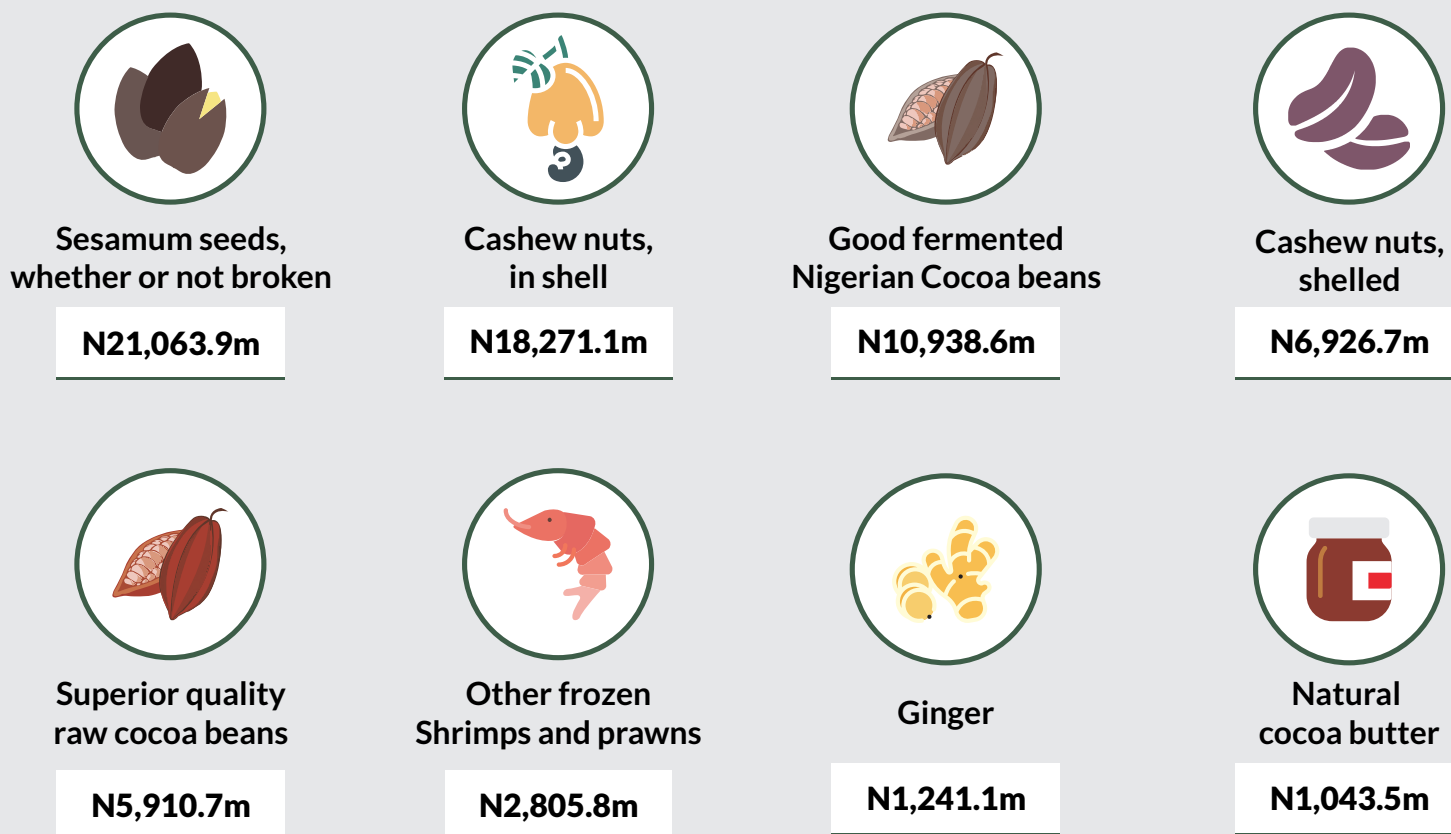 Sesamum seeds,
whether or not broken
N21,063.9m
Cashew nuts,
in shell
N18,271.1m
Good fermented
Nigerian Cocoa beans
N10,938.6m
Cashew nuts,
shelled
N6,926.7m
Superior quality
raw cocoa beans
N5,910.7m
Other frozen
Shrimps and prawns
N2,805.8m
Ginger
N1,241.1m
Natural
cocoa butter
N1,043.5m